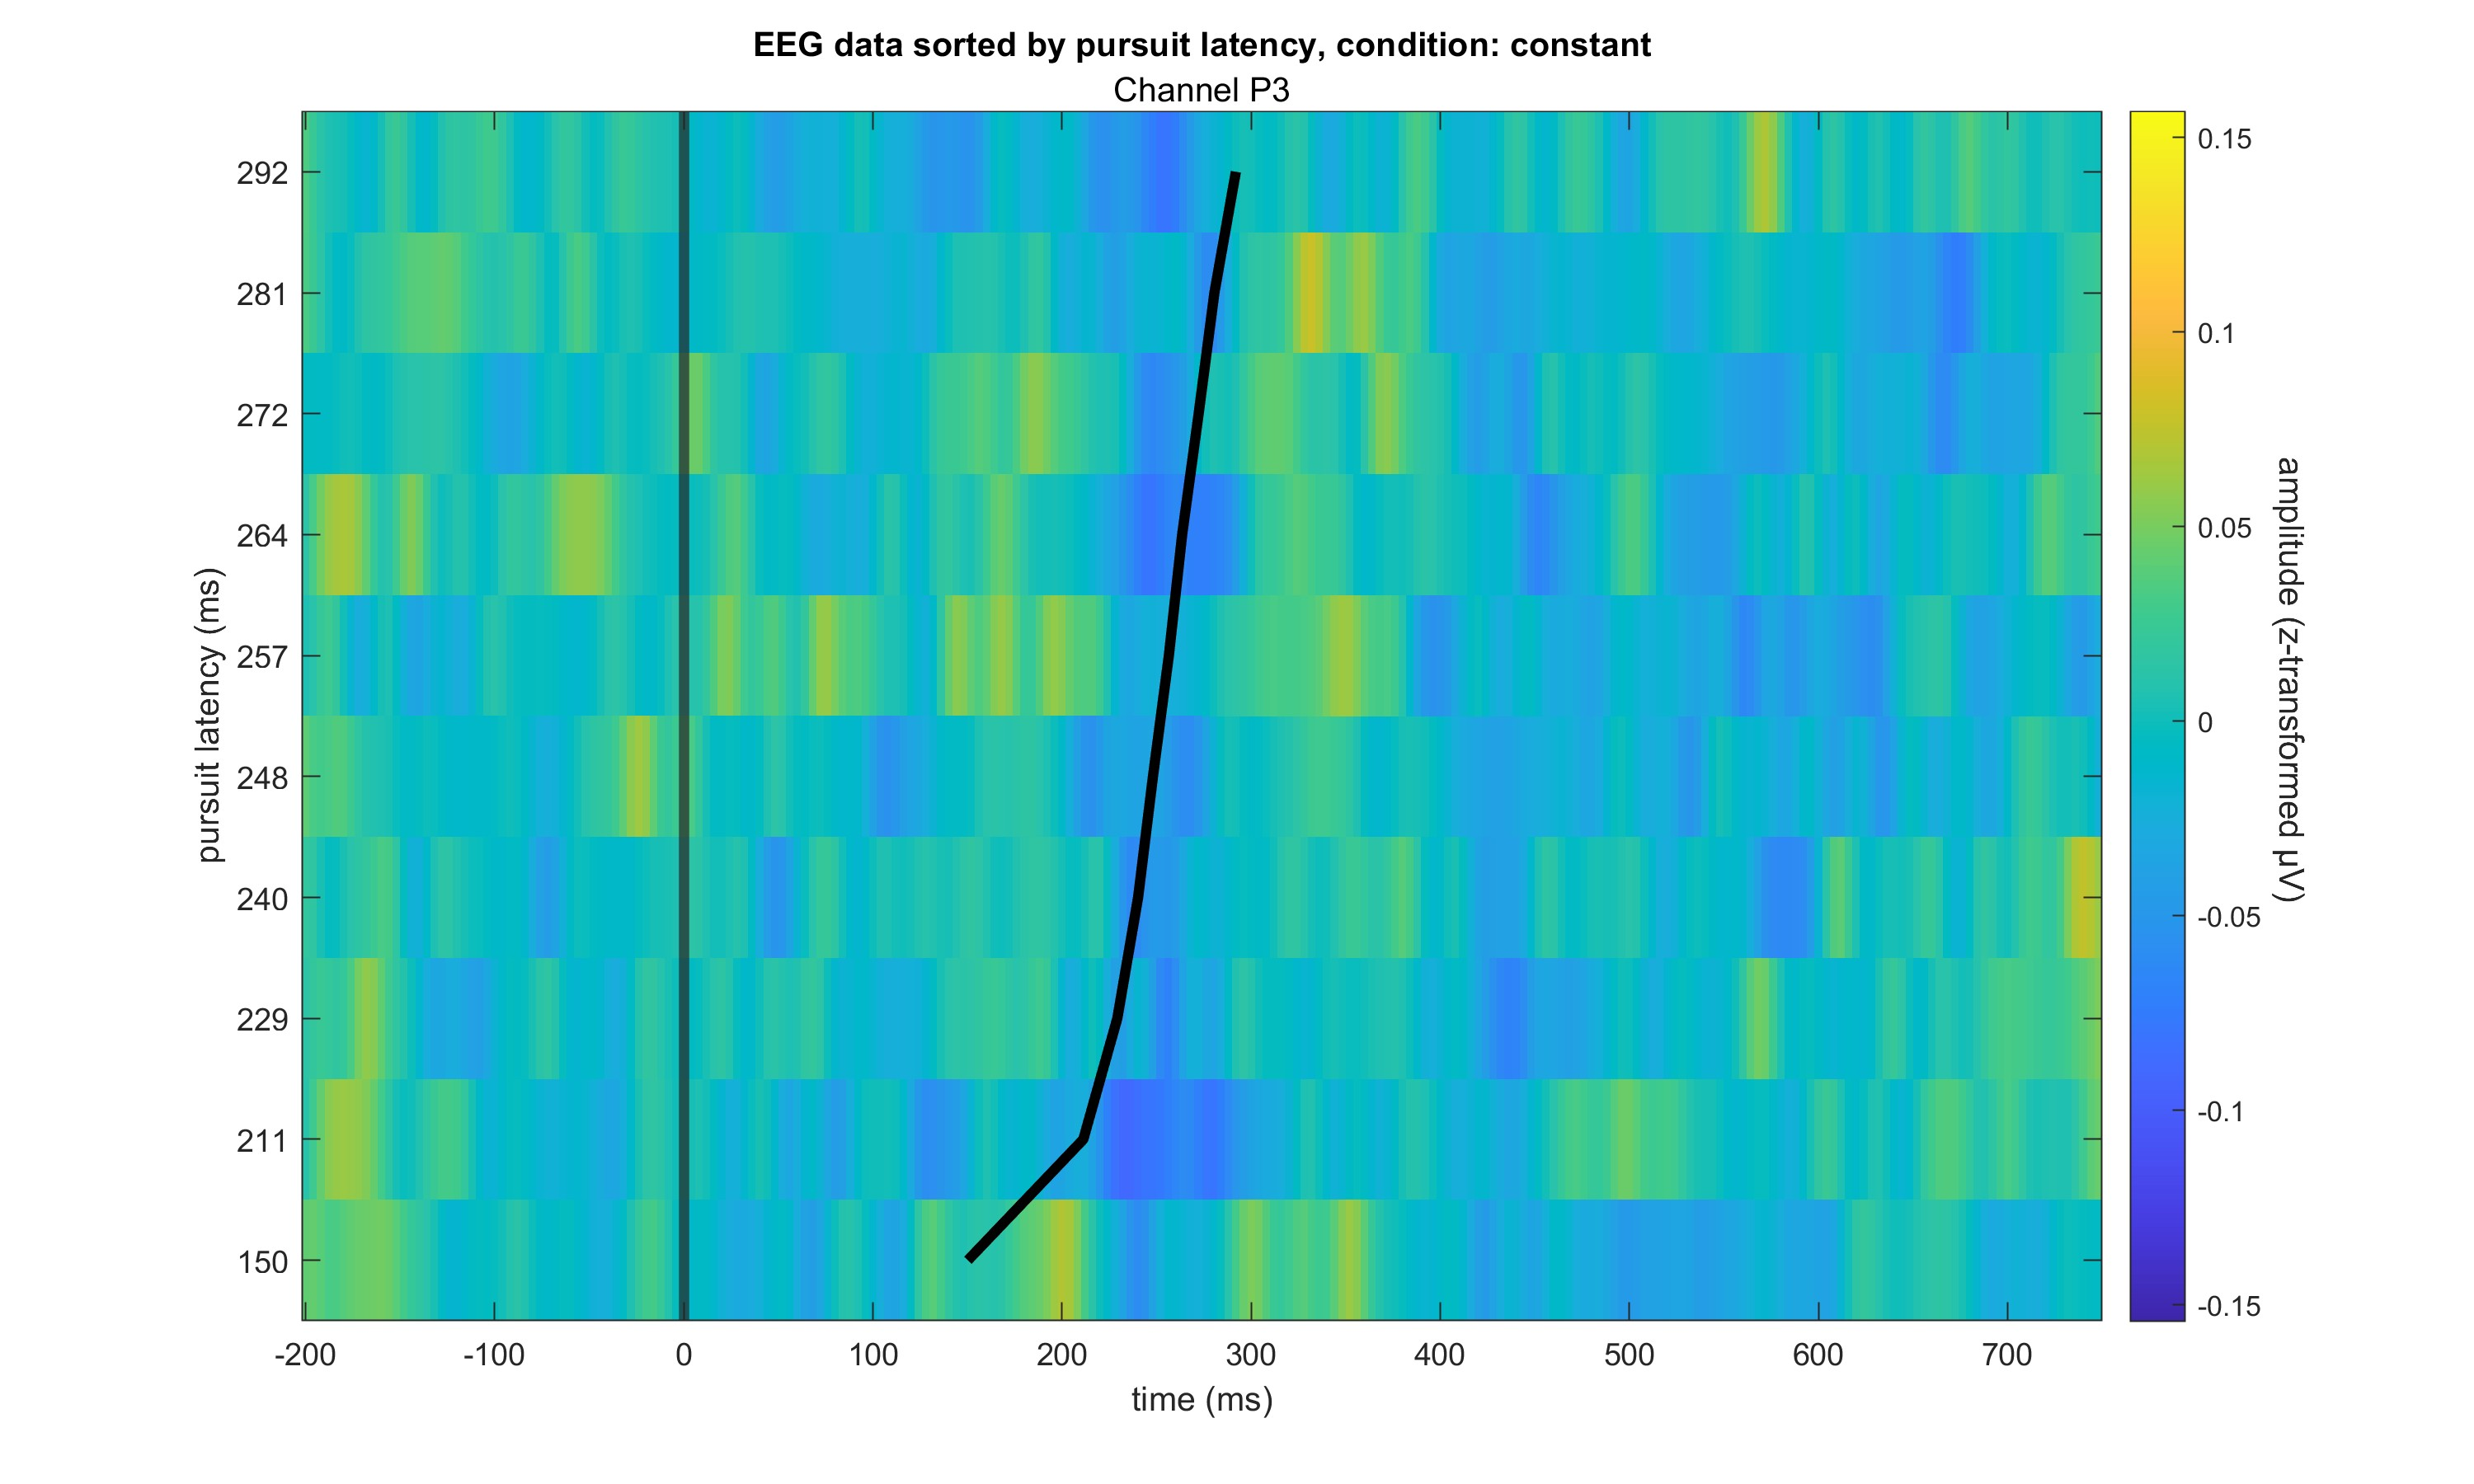 EEG data sorted by pursuit latency, condition: constant
Channel P3
pursuit latency (ms)
292
281
272
264
257
248
240
229
211
150
-200 -100 0 100 200 300 400 500 600 700
time (ms)
0.15
0.1
0.05
0
-0.05
-0.1
-0.15
amplitude (z-transformed µV)